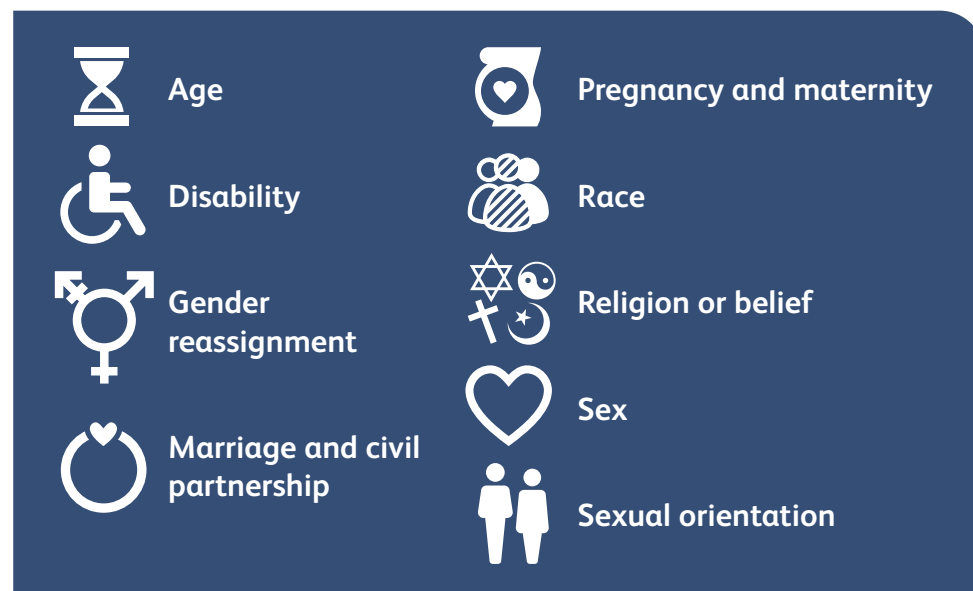 Age
Disability
Gender
reassignment
Marriage and civil
partnership
Pregnancy and maternity
Race
Religion or belief
Sex
Sexual orientation